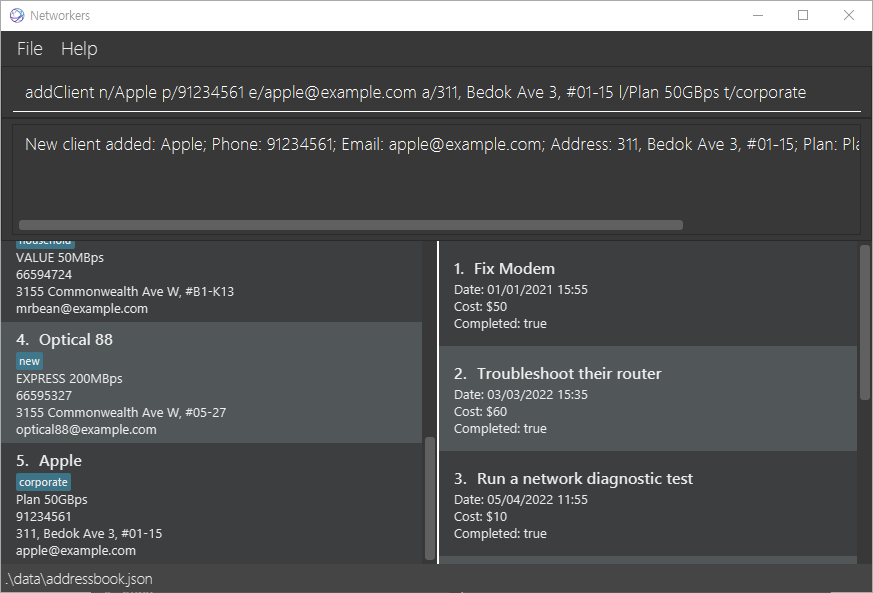 Networkers
File Help
addClient n/Apple p/91234561 e/apple@example.com a/311, Bedok Ave 3, #01-15 l/Plan 50GBps t/corporate
New client added: Apple; Phone: 91234561; Email: apple@example.com; Address: 311, Bedok Ave 3, #01-15; Plan: Pla
household
VALUE 50MBps
66594724
3155 Commonwealth Ave W, #B1-K13
mrbean@example.com
4. Optical 88
new
EXPRESS 200MBps
66595327
3155 Commonwealth Ave W, #05-27
optical88@example.com
5. Apple
corporate
Plan 50GBps
91234561
311, Bedok Ave 3, #01-15
apple@example.com
1. Fix Modem
Date: 01/01/2021 15:55
Cost: $50
Completed: true
2. Troubleshoot their router
Date: 03/03/2022 15:35
Cost: $60
Completed: true
3. Run a network diagnostic test
Date: 05/04/2022 11:55
Cost: $10
Completed: true
.\data\addressbook.json